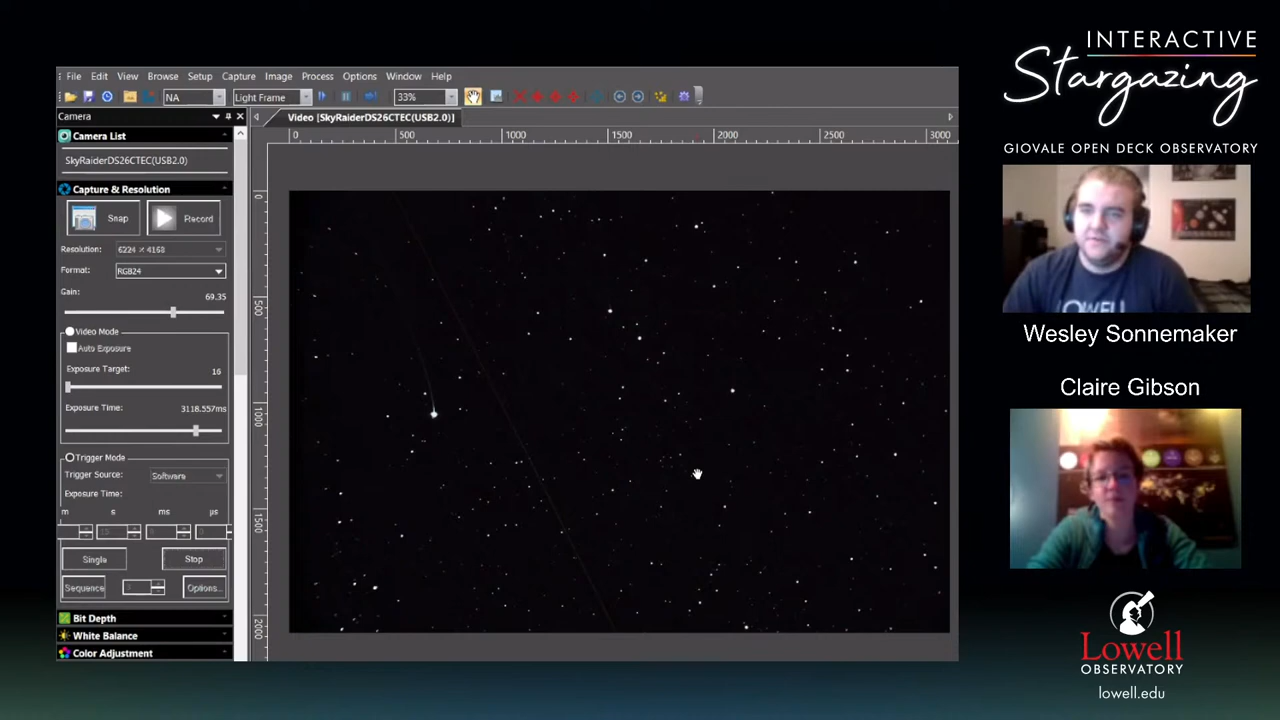 File Edit View Browse Setup Capture Image Process Options Window Help
NA Light Frame 33%
Camera
Video [SkyRaiderDS26CTEC(USB2.0)]
Camera List
SkyRaiderDS26CTEC(USB2.0)
Capture & Resolution
Snap Record
Resolution: 6224 × 4168
Format: RGB24
Gain: 69.35
Video Mode
Auto Exposure
Exposure Target: 16
Exposure Time: 3118.557ms
Trigger Mode
Trigger Source: Software
Exposure Time:
m s ms µs
Single Stop
Sequence Options...
Bit Depth
White Balance
Color Adjustment
0 500 1000 1500 2000 2500 3000
0
500
1000
1500
2000
INTERACTIVE
Stargazing
GIOVALE OPEN DECK OBSERVATORY
LOWELL
Wesley Sonnemaker
Claire Gibson
Lowell
OBSERVATORY
lowell.edu